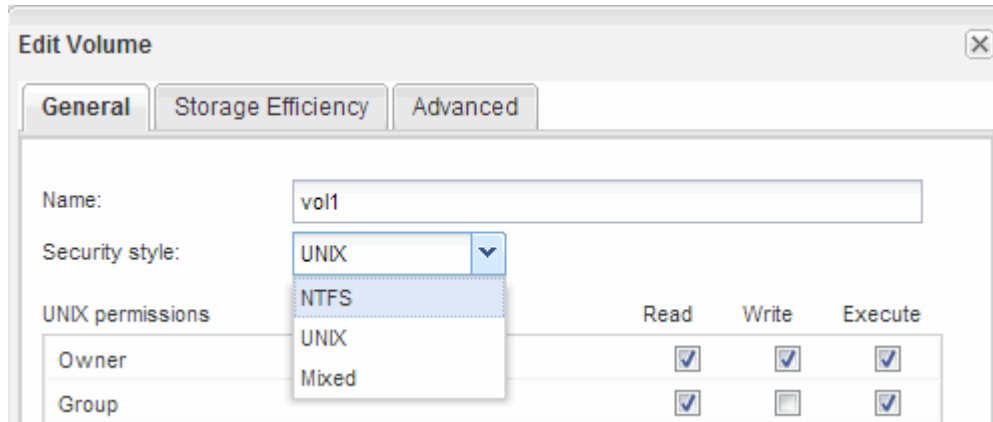 Edit Volume
General Storage Efficiency Advanced
Name: vol1
Security style: UNIX
NTFS
UNIX permissions Read Write Execute
UNIX
Owner
Mixed
Group